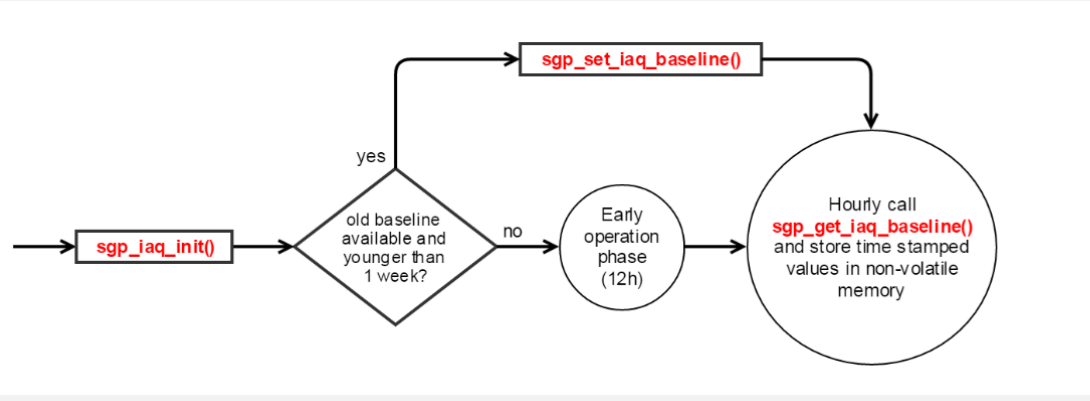 sgp_set_iaq_baseline()
yes
sgp_iaq_init()
old baseline
available and
younger than
1 week?
no
Early
operation
phase
(12h)
Hourly call
sgp_get_iaq_baseline()
and store time stamped
values in non-volatile
memory